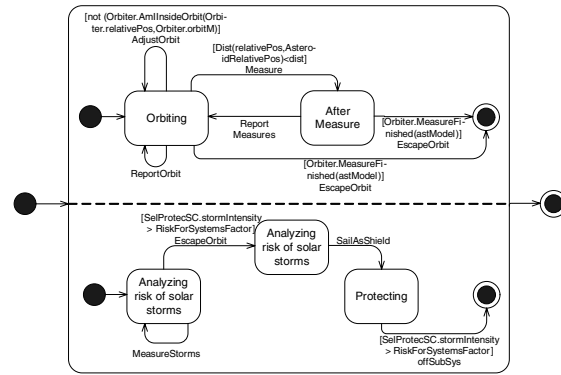 [not (Orbiter.AmIInsideOrbit(Orbi-
ter.relativePos,Orbiter.orbitM)]
AdjustOrbit
[Dist(relativePos,Astero-
idRelativePos)<dist]
Measure
Orbiting
After
Measure
Report
Measures
[Orbiter.MeasureFi-
nished(astModel)]
EscapeOrbit
ReportOrbit
[Orbiter.MeasureFi-
nished(astModel)]
EscapeOrbit
[SelProtecSC.stormIntensity
> RiskForSystemsFactor]
EscapeOrbit
Analyzing
risk of solar
storms
SailAsShield
Analyzing
risk of solar
storms
Protecting
MeasureStorms
[SelProtecSC.stormIntensity
> RiskForSystemsFactor]
offSubSys